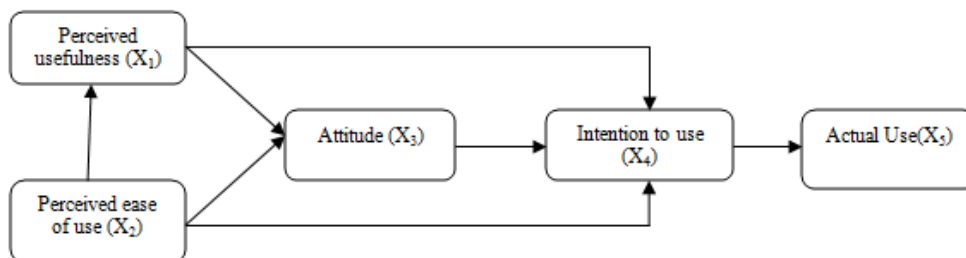 Perceived
usefulness (X₁)
Attitude (X₃)
Intention to use
(X₄)
Actual Use(X₅)
Perceived ease
of use (X₂)